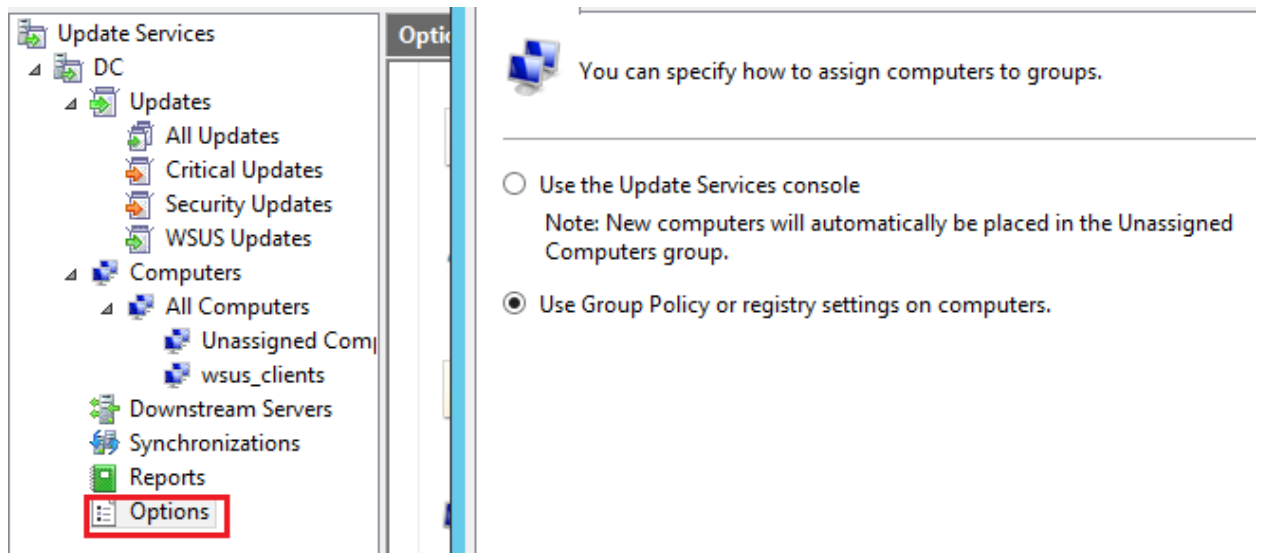 Update Services
DC
Updates
All Updates
Critical Updates
Security Updates
WSUS Updates
Computers
All Computers
Unassigned
wsus_clients
Downstream Servers
Synchronizations
Reports
Options
You can specify how to assign computers to groups.
Use the Update Services console
Note: New computers will automatically be placed in the Unassigned
Computers group.
Use Group Policy or registry settings on computers.